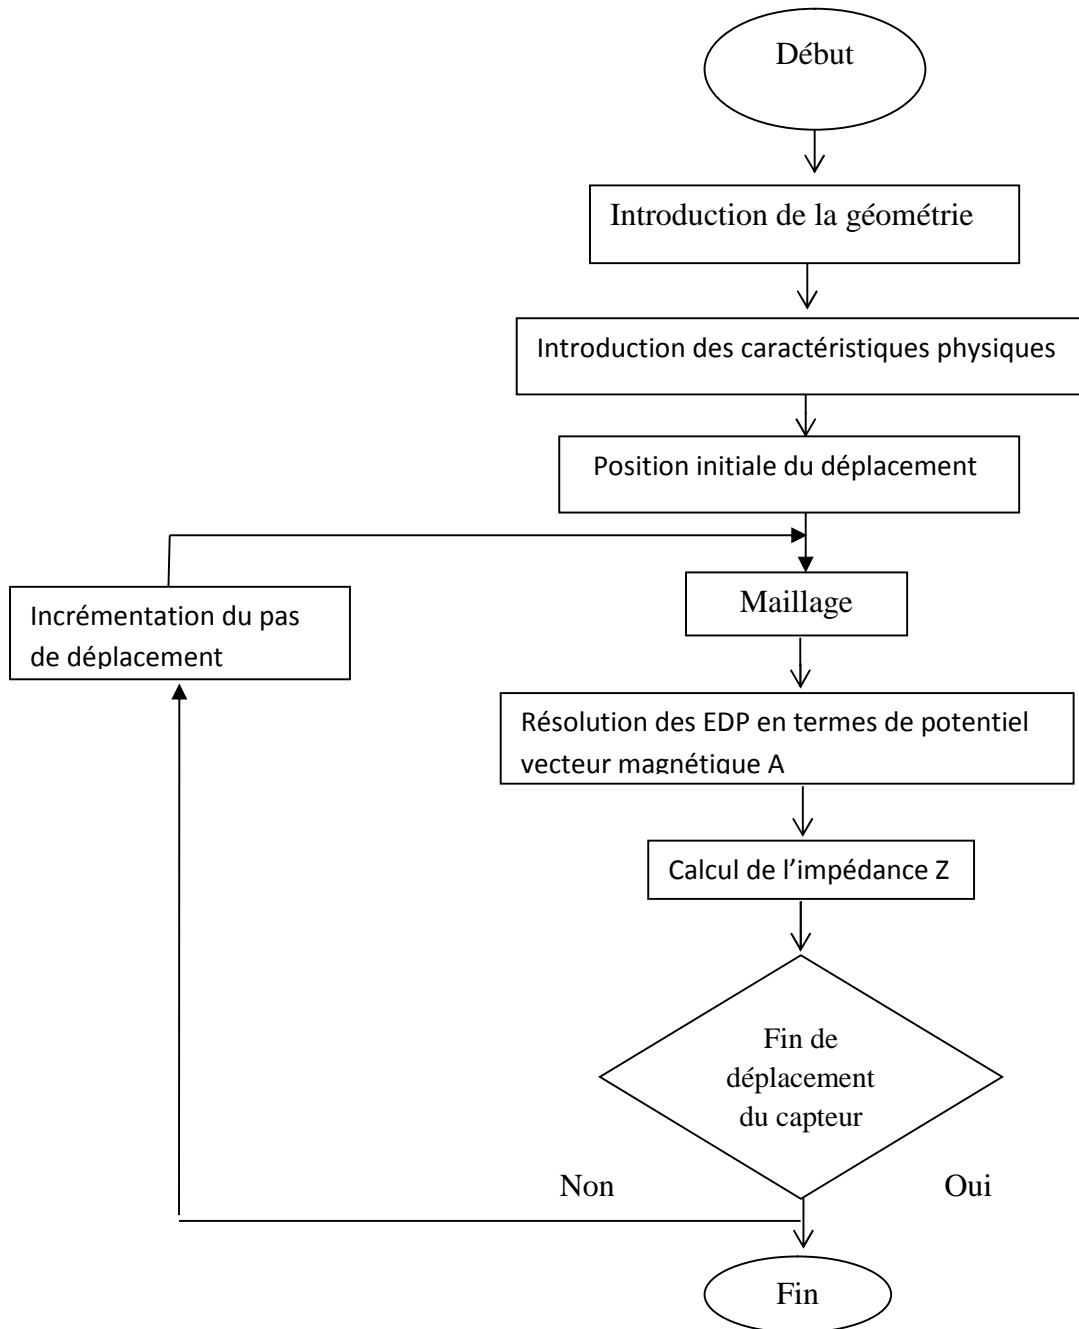 Début
Introduction de la géométrie
Introduction des caractéristiques physiques
Position initiale du déplacement
Maillage
Incrémentation du pas
de déplacement
Résolution des EDP en termes de potentiel
vecteur magnétique A
Calcul de l’impédance Z
Fin de
déplacement
du capteur
Non
Oui
Fin